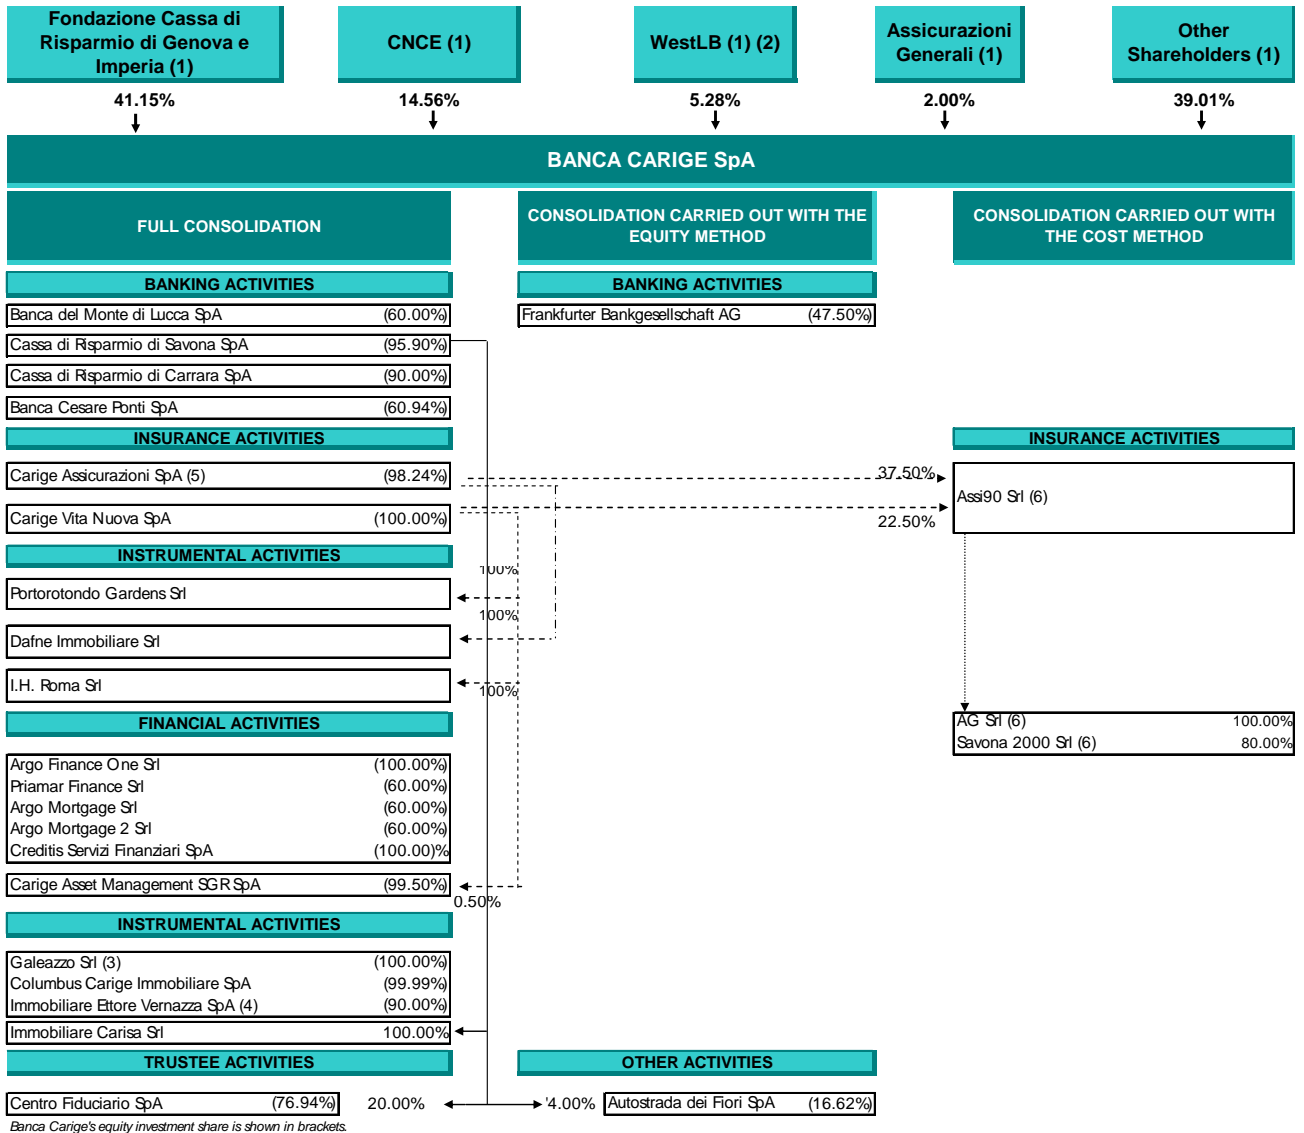 Fondazione Cassa di
Risparmio di Genova e
Imperia (1)
CNCE (1)
WestLB (1) (2)
Assicurazioni
Generali (1)
Other
Shareholders (1)
41.15%
14.56%
5.28%
2.00%
39.01%
BANCA CARIGE SpA
FULL CONSOLIDATION
CONSOLIDATION CARRIED OUT WITH THE
EQUITY METHOD
CONSOLIDATION CARRIED OUT WITH
THE COST METHOD
BANKING ACTIVITIES
BANKING ACTIVITIES
Banca del Monte di Lucca SpA (60.00%)
Frankfurter Bankgesellschaft AG (47.50%)
Cassa di Risparmio di Savona SpA (95.90%)
Cassa di Risparmio di Carrara SpA (90.00%)
Banca Cesare Ponti SpA (60.94%)
INSURANCE ACTIVITIES
INSURANCE ACTIVITIES
Carige Assicurazioni SpA (5) (98.24%)
37.50%
Assi90 Srl (6)
Carige Vita Nuova SpA (100.00%)
22.50%
INSTRUMENTAL ACTIVITIES
100%
Portorotondo Gardens Srl
100%
Dafne Immobiliare Srl
I.H. Roma Srl
100%
FINANCIAL ACTIVITIES
AG Srl (6) 100.00%
Savona 2000 Srl (6) 80.00%
Argo Finance One Srl (100.00%)
Priamar Finance Srl (60.00%)
Argo Mortgage Srl (60.00%)
Argo Mortgage 2 Srl (60.00%)
Creditis Servizi Finanziari SpA (100.00)%
Carige Asset Management SGR SpA (99.50%)
0.50%
INSTRUMENTAL ACTIVITIES
Galeazzo Srl (3) (100.00%)
Columbus Carige Immobiliare SpA (99.99%)
Immobiliare Ettore Vernazza SpA (4) (90.00%)
Immobiliare Carisa Srl 100.00%
TRUSTEE ACTIVITIES
OTHER ACTIVITIES
Centro Fiduciario SpA (76.94%)
20.00%
'4.00%
Autostrada dei Fiori SpA (16.62%)
Banca Carige's equity investment share is shown in brackets.